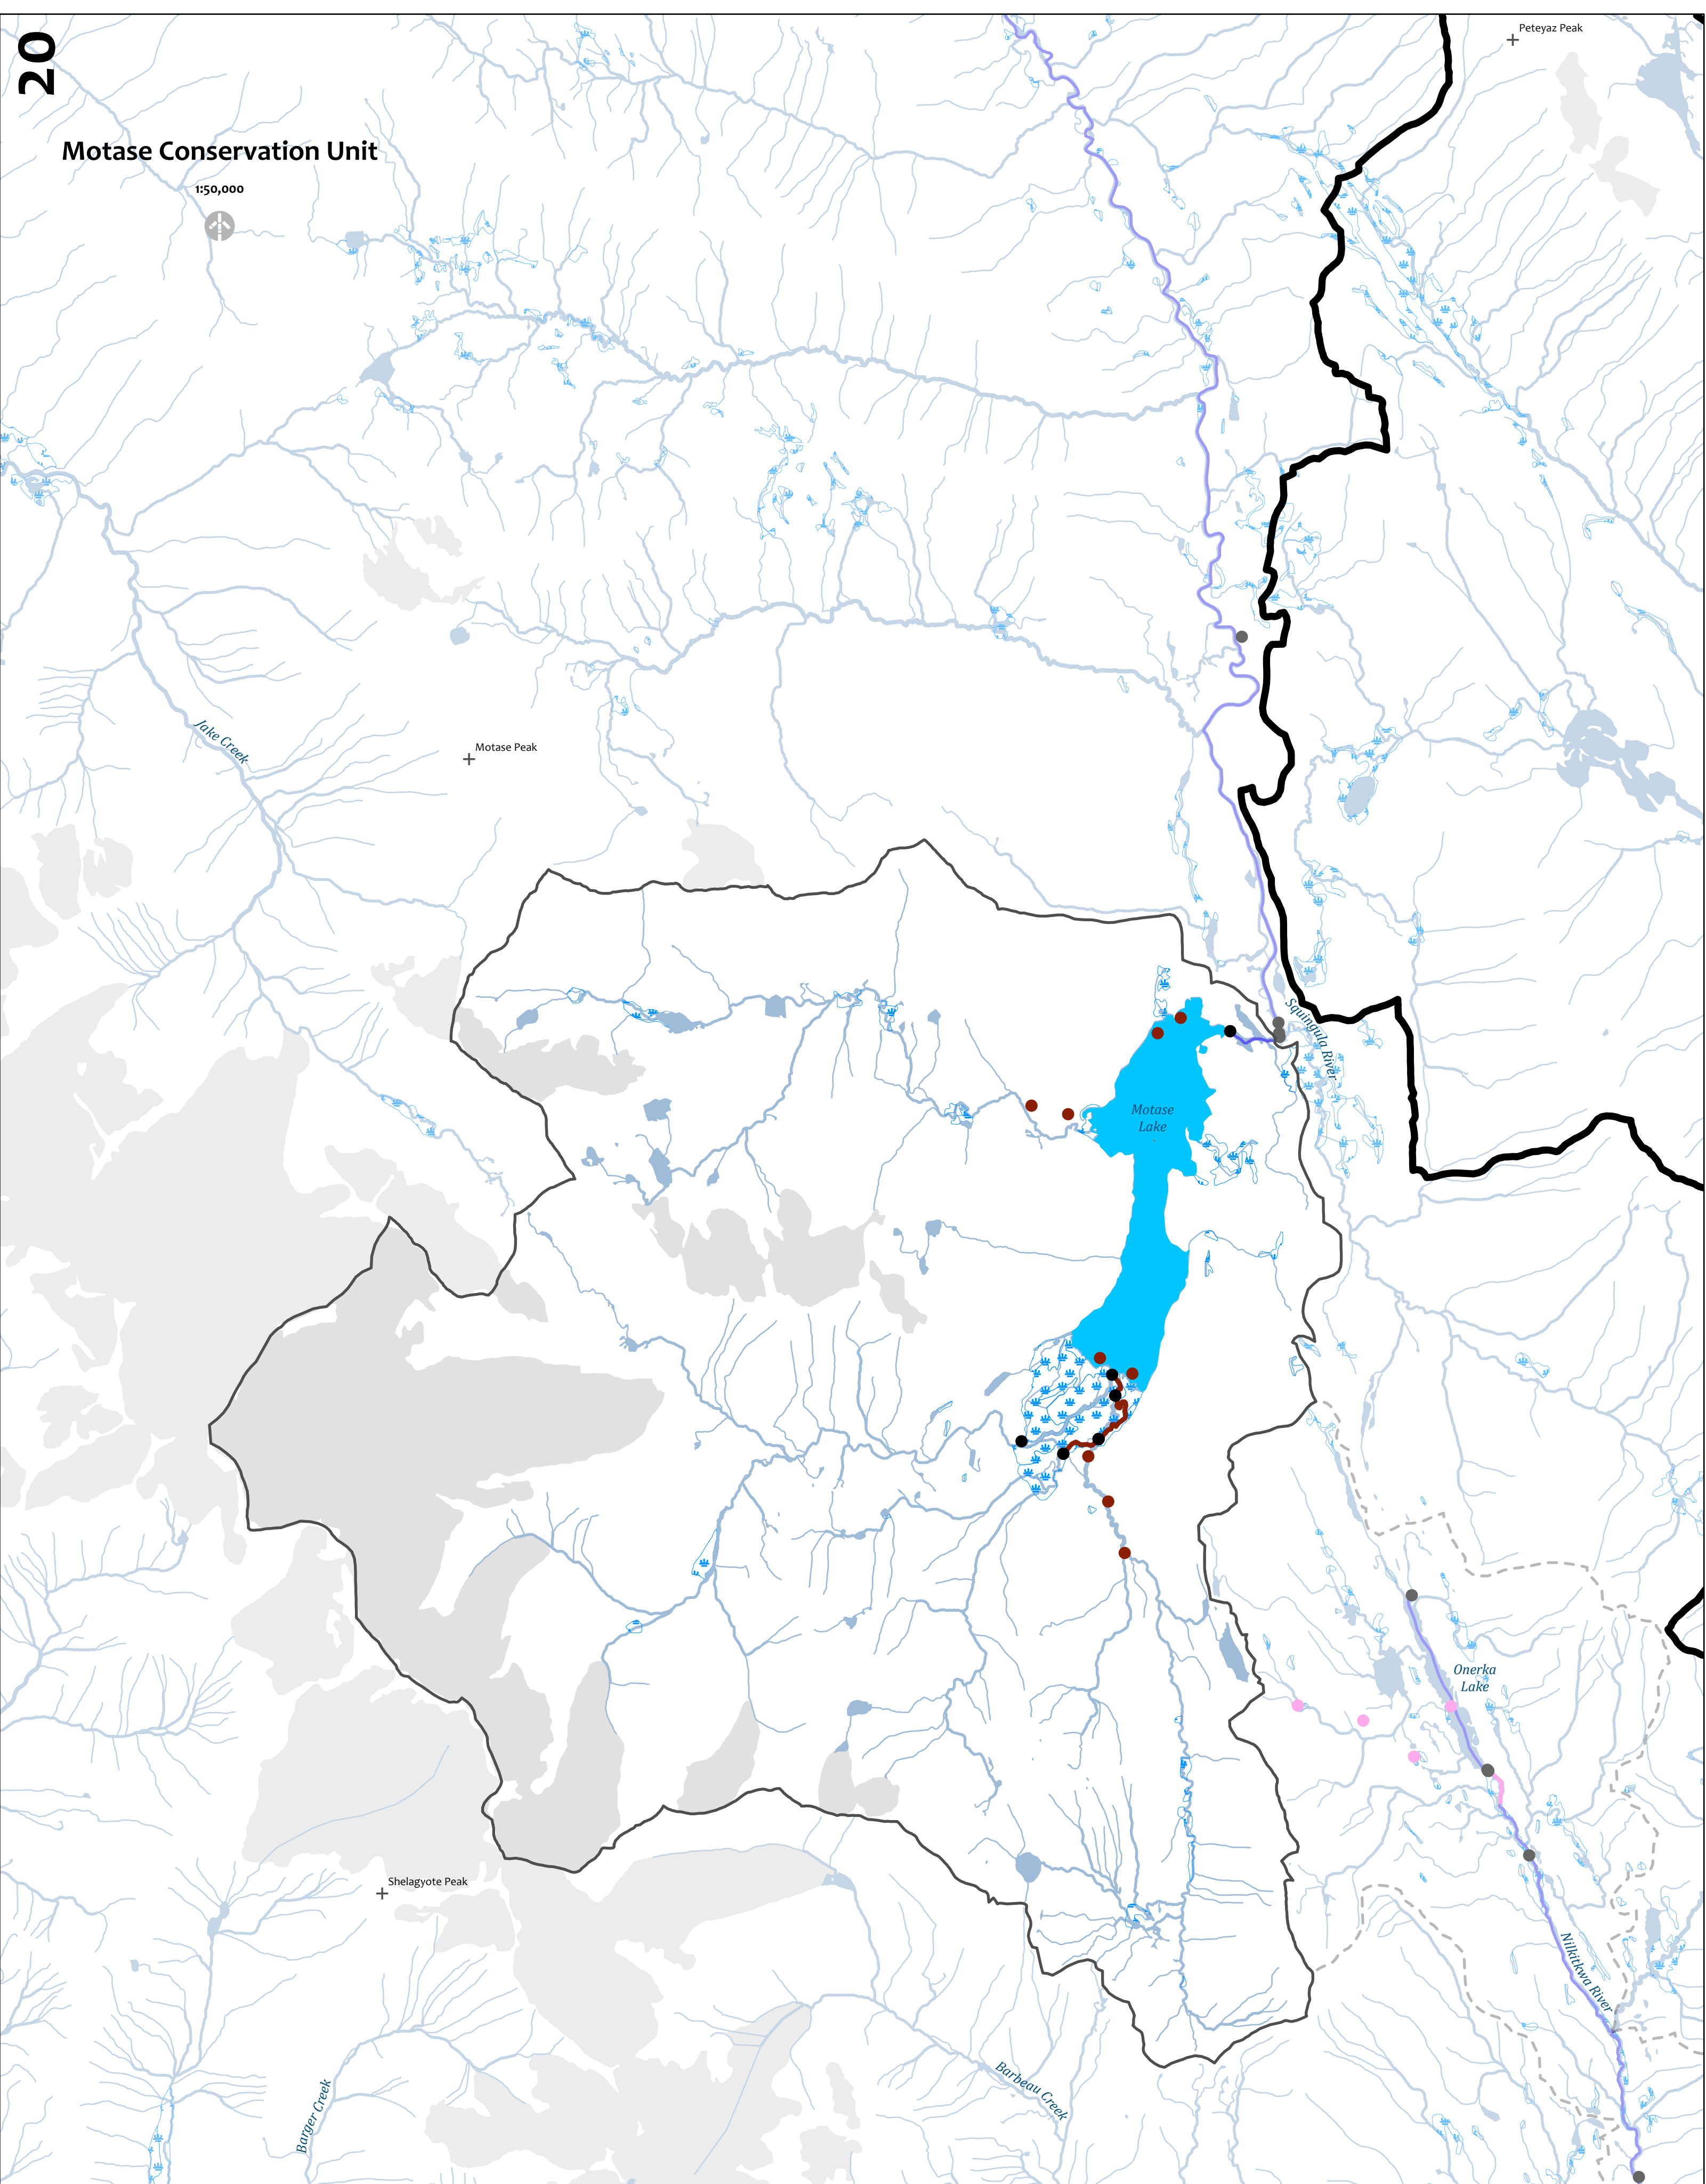 20
Peteyaz Peak
Motase Conservation Unit
1:50,000
Jake Creek
Motase Peak
Squingula River
Motase
Lake
Onerka
Lake
Shelagyote Peak
Nilkitkwa River
Barbeau Creek
Barger Creek